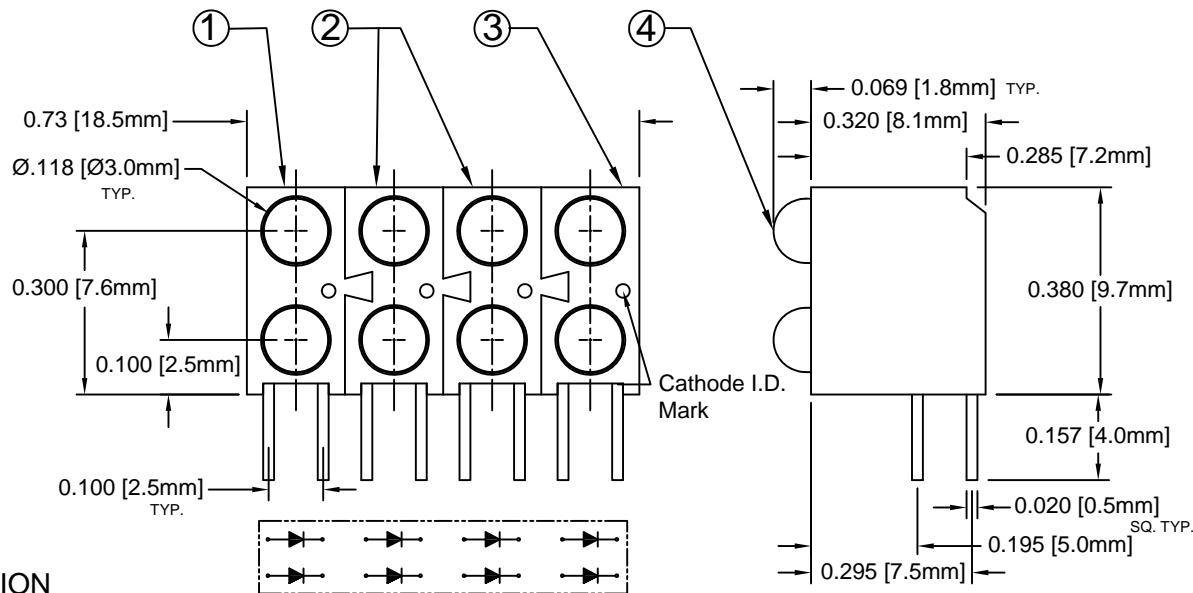 1
2
3
4
0.73 [18.5mm]
0.069 [1.8mm] TYP.
0.320 [8.1mm]
0.285 [7.2mm]
Ø.118 [Ø3.0mm]
TYP.
0.300 [7.6mm]
0.380 [9.7mm]
0.100 [2.5mm]
Cathode I.D.
Mark
0.157 [4.0mm]
0.100 [2.5mm]
TYP.
0.020 [0.5mm]
SQ. TYP.
0.195 [5.0mm]
0.295 [7.5mm]
ION